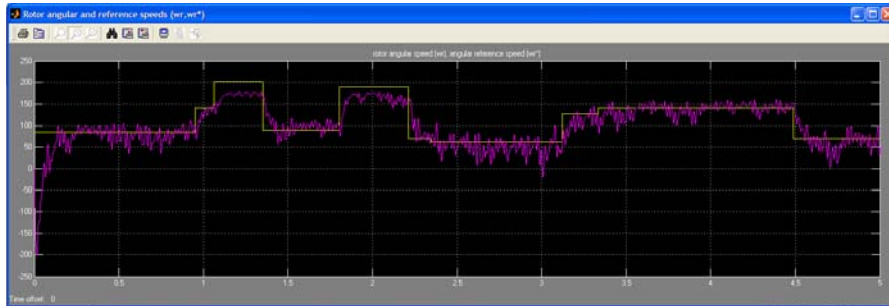 Rotor angular and reference speeds (wr,wr*)
rotor angular speed [wr], angular reference speed [wr*]
250
200
150
100
50
0
-50
-100
-150
-200
-250
0 0.5 1 1.5 2 2.5 3 3.5 4 4.5 5
Time offset: 0